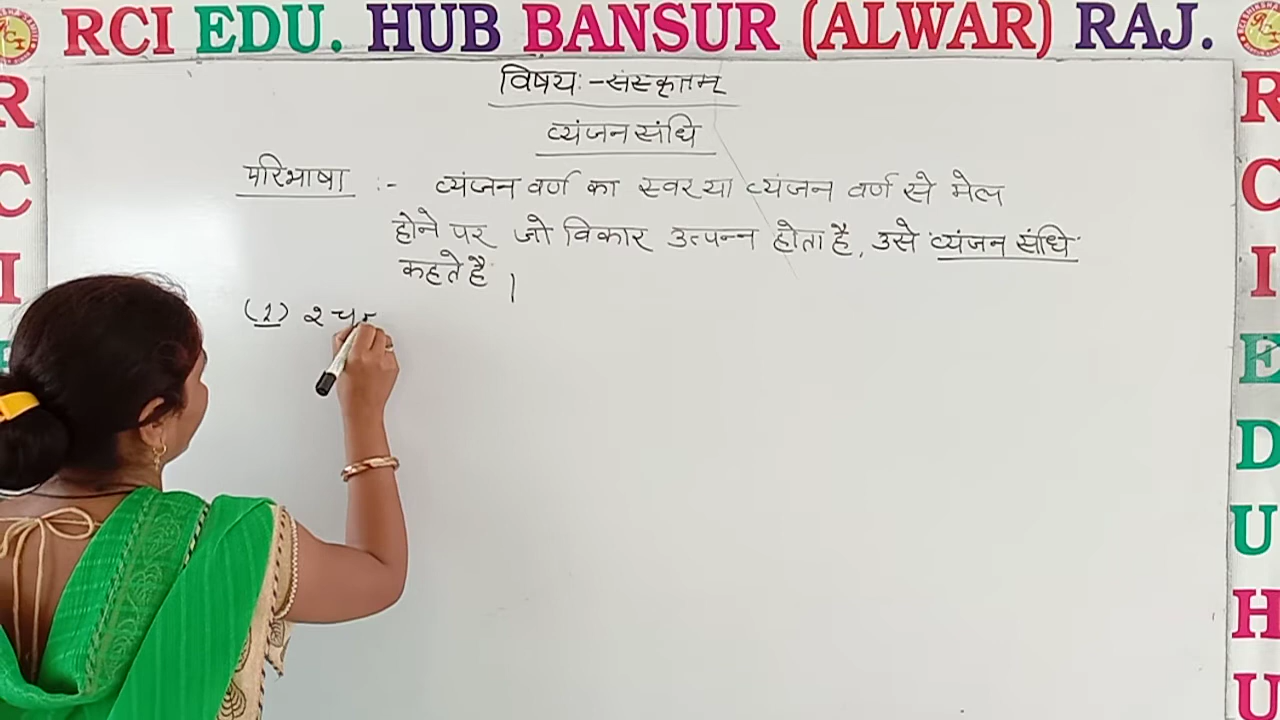 RCI EDU. HUB BANSUR (ALWAR) RAJ.
विषय:-संस्कृतम्
व्यंजन संधि
परिभाषा :- व्यंजन वर्ण का स्वर या व्यंजन वर्ण से मेल
होने पर जो विकार उत्पन्न होता है, उसे 'व्यंजन संधि'
कहते है ।
(1)
R
C
I
E
R
C
I
E
D
U
H
U